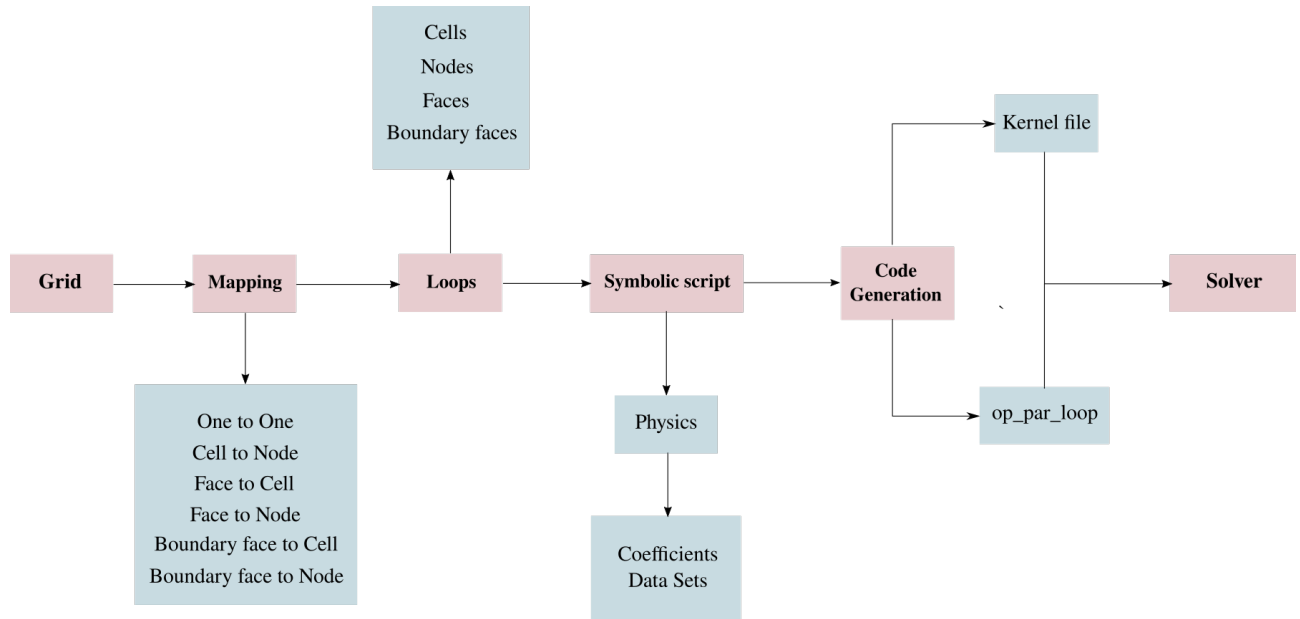 Cells
Nodes
Faces
Boundary faces
Kernel file
Grid
Mapping
Loops
Symbolic script
Code
Generation
`
Solver
One to One
Cell to Node
Face to Cell
Face to Node
Boundary face to Cell
Boundary face to Node
Physics
op_par_loop
Coefficients
Data Sets